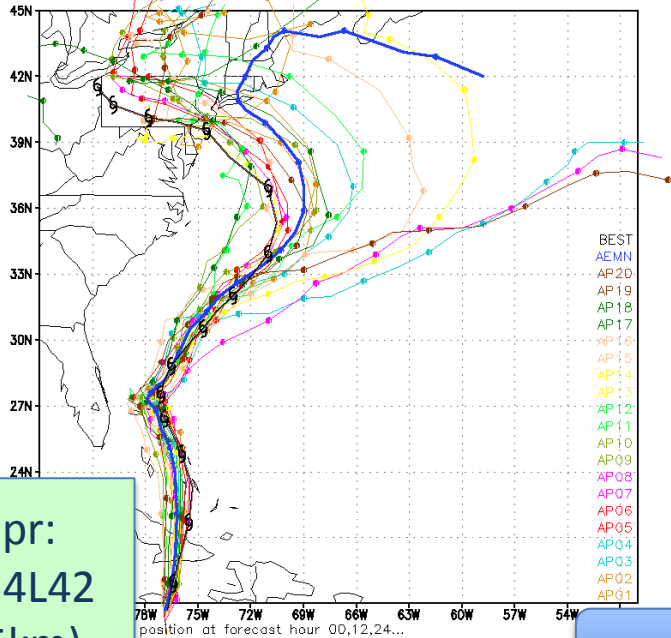 45N
42N
39N
36N
33N
30N
27N
24N
BEST
AEMN
AP20
AP19
AP18
AP17
AP16
AP15
AP14
AP13
AP12
AP11
AP10
AP09
AP08
AP07
AP06
AP05
AP04
AP03
AP02
AP01
pr:
4L42
78W 75W 72W 69W 66W 63W 60W 57W 54W
position at forecast hour 00,12,24...